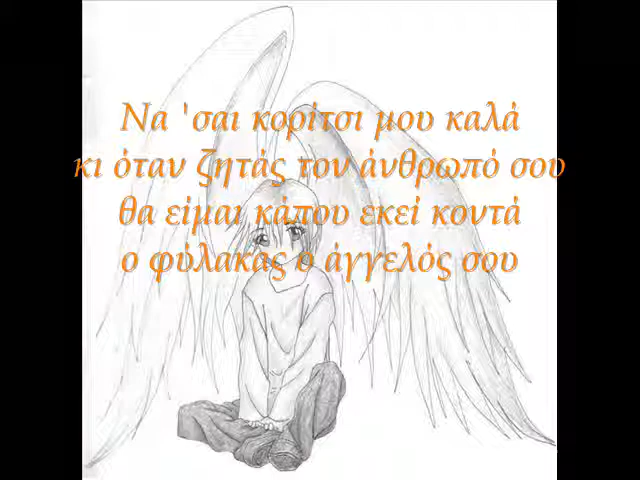 Να 'σαι κορίτσι μου καλά
κι όταν ζητάς τον άνθρωπό σου
θα είμαι κάπου εκεί κοντά
ο φύλακας ο άγγελός σου